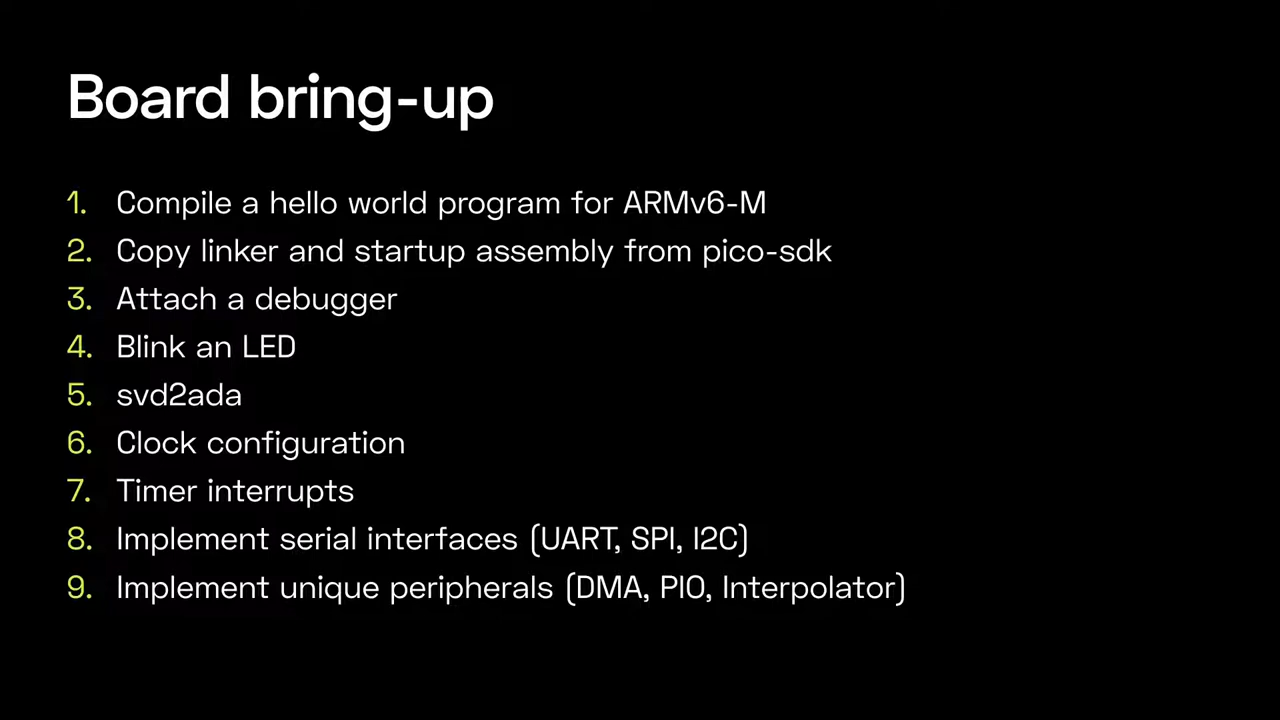 Board bring-up
1. Compile a hello world program for ARMv6-M
2. Copy linker and startup assembly from pico-sdk
3. Attach a debugger
4. Blink an LED
5. svd2ada
6. Clock configuration
7. Timer interrupts
8. Implement serial interfaces (UART, SPI, I2C)
9. Implement unique peripherals (DMA, PIO, Interpolator)